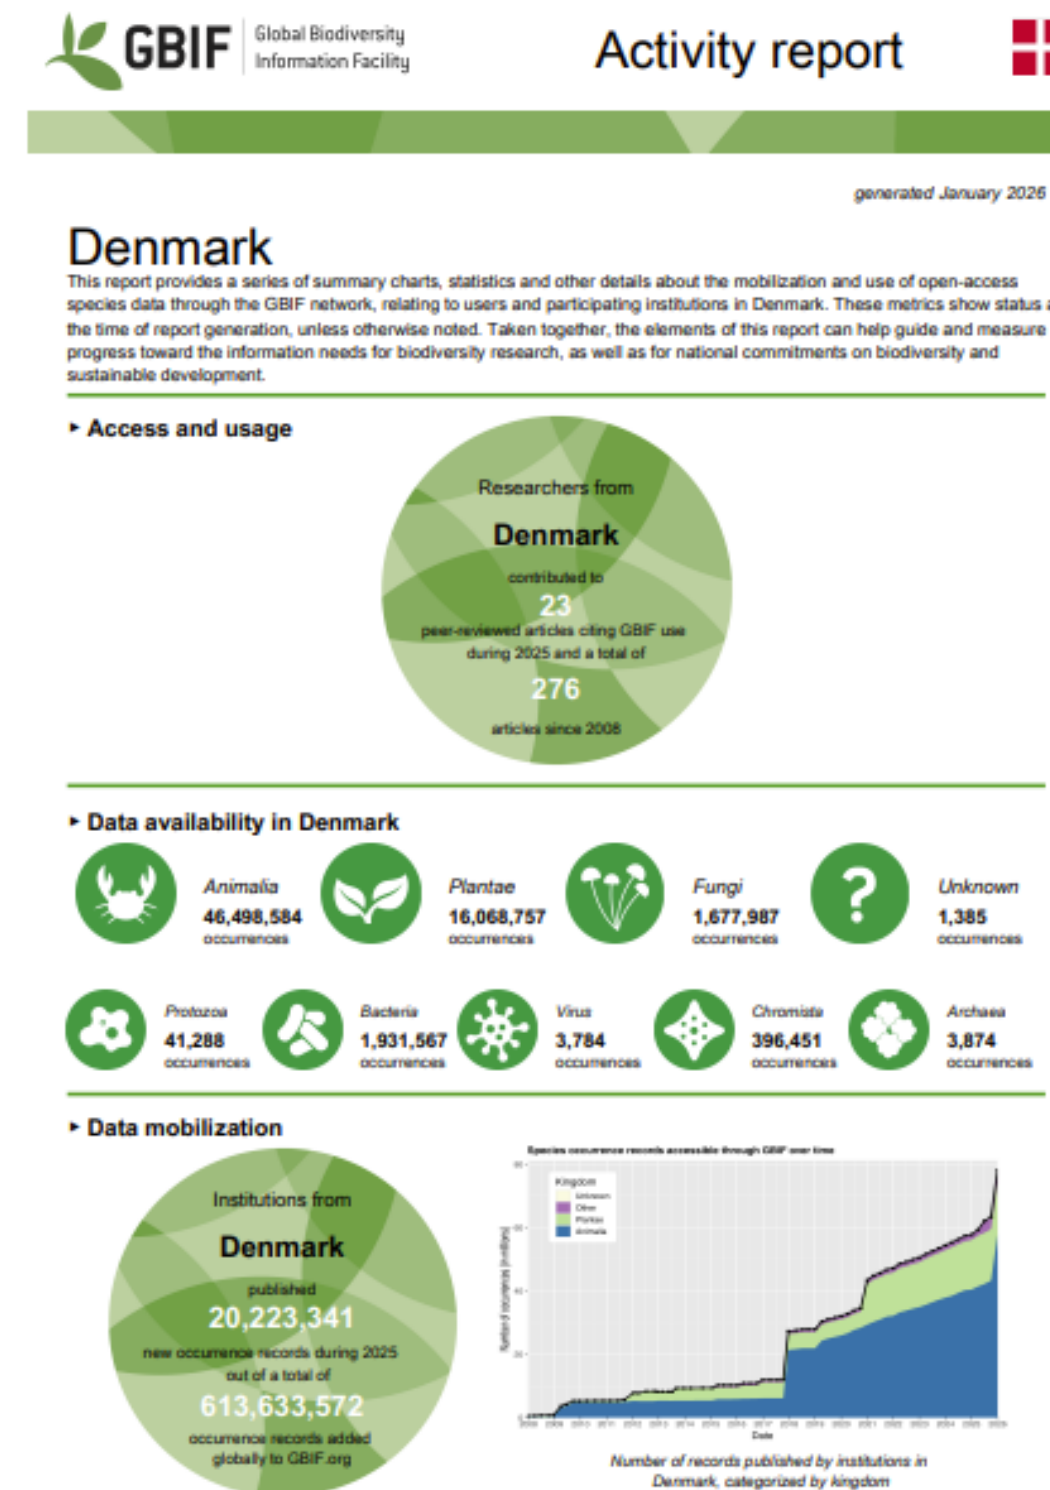 GBIF
Global Biodiversity
Information Facility
Activity report
generated January 2026
Denmark
This report provides a series of summary charts, statistics and other details about the mobilization and use of open-access
species data through the GBIF network, relating to users and participating institutions in Denmark. These metrics show status a
the time of report generation, unless otherwise noted. Taken together, the elements of this report can help guide and measure
progress toward the information needs for biodiversity research, as well as for national commitments on biodiversity and
sustainable development.
Access and usage
Researchers from
Denmark
contributed to
23
peer-reviewed articles citing GBIF use
during 2025 and a total of
276
articles since 2008
Data availability in Denmark
Animalia
46,498,584
occurrences
Plantae
16,068,757
occurrences
Fungi
1,677,987
occurrences
?
Unknown
1,385
occurrences
Protozoa
41,288
occurrences
Bacteria
1,931,567
occurrences
Virus
3,784
occurrences
Chromista
396,451
occurrences
Archaea
3,874
occurrences
Data mobilization
Institutions from
Denmark
published
20,223,341
new occurrence records during 2025
out of a total of
613,633,572
occurrence records added
globally to GBIF.org
Species occurrence records accessible through GBIF over time
Kingdom
Unknown
Other
Plantae
Animalia
Number of occurrences (in millions)
Date
Number of records published by institutions in
Denmark, categorized by kingdom